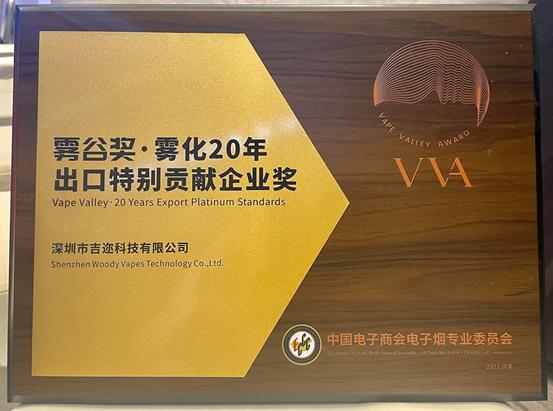 VAPE VALLEY AWARD
VVA
雾谷奖·雾化20年
出口特别贡献企业奖
Vape Valley·20 Years Export Platinum Standards
深圳市吉迩科技有限公司
Shenzhen Woody Vapes Technology Co.,Ltd.
中国电子商会电子烟专业委员会